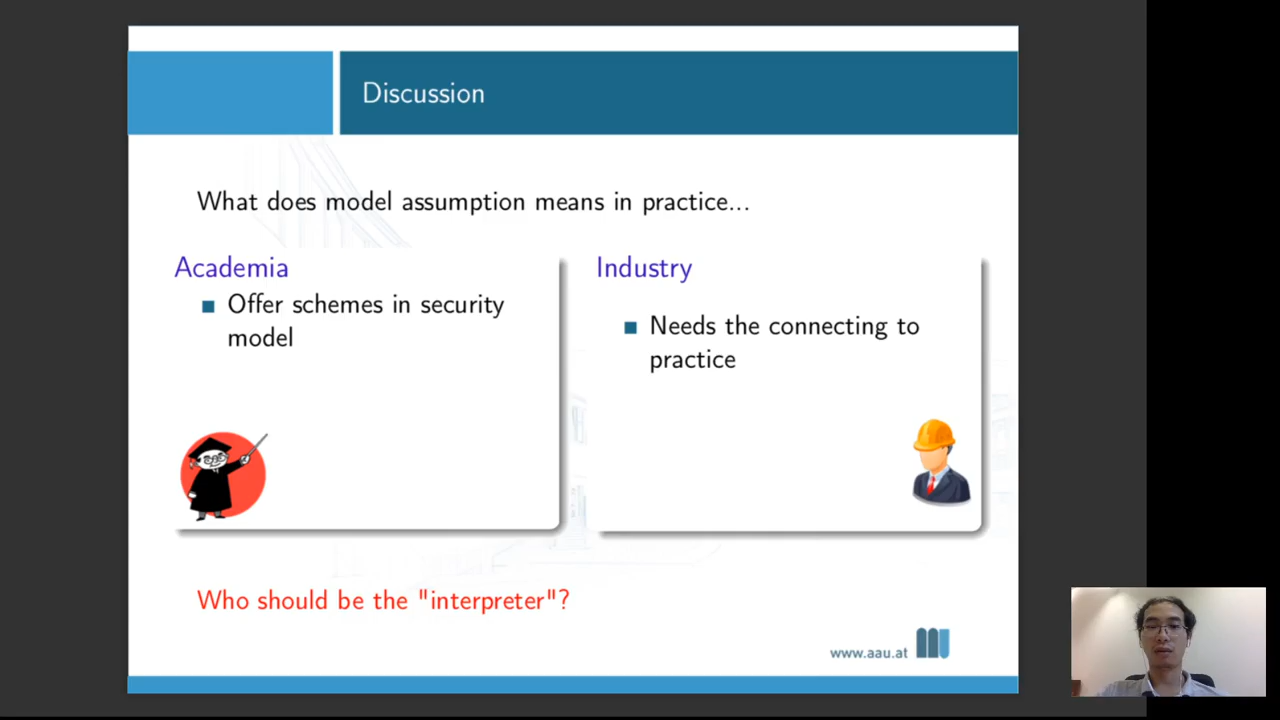 Discussion
What does model assumption means in practice...
Academia
Offer schemes in security
model
Industry
Needs the connecting to
practice
Who should be the "interpreter"?
www.aau.at